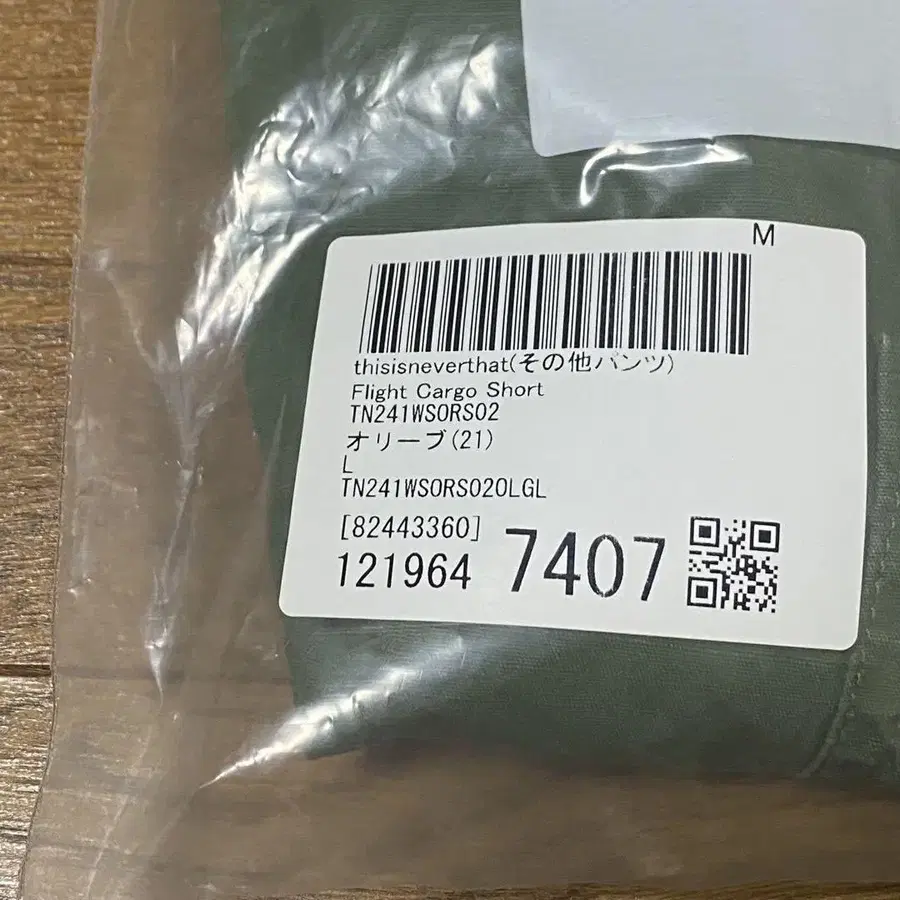 M
thisisneverthat(その他パンツ)
Flight Cargo Short
TN241WSORS02
オリーブ(21)
L
TN241WSORS02OLGL
[82443360]
121964 7407